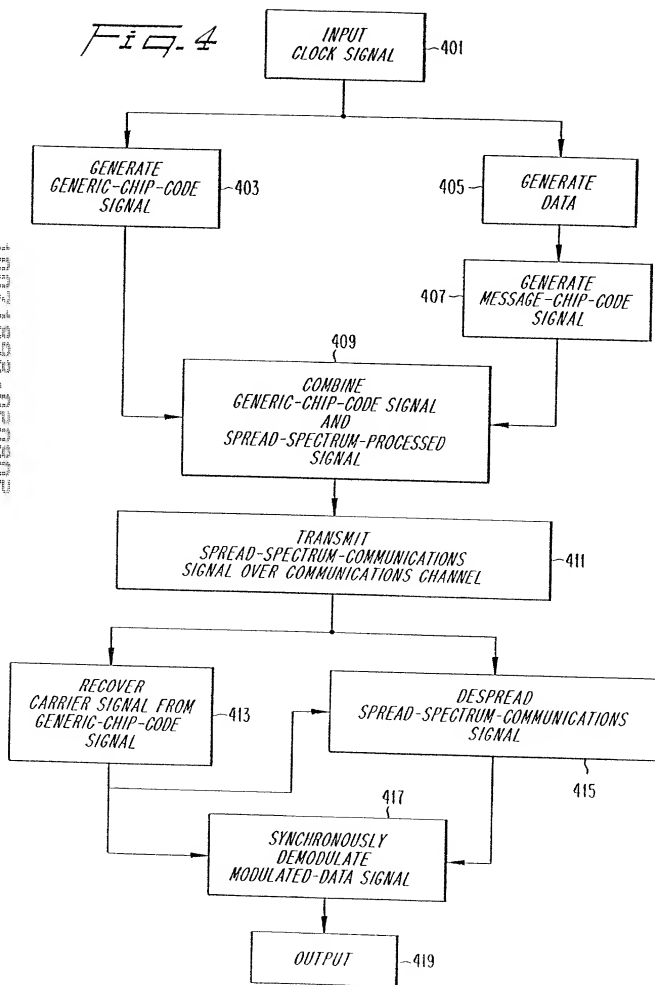 Fig. 4
INPUT
CLOCK SIGNAL
401
GENERATE
GENERIC-CHIP-CODE
SIGNAL
403
405
GENERATE
DATA
407
GENERATE
MESSAGE-CHIP-CODE
SIGNAL
409
COMBINE
GENERIC-CHIP-CODE SIGNAL
AND
SPREAD-SPECTRUM-PROCESSED
SIGNAL
TRANSMIT
SPREAD-SPECTRUM-COMMUNICATIONS
SIGNAL OVER COMMUNICATIONS CHANNEL
411
RECOVER
CARRIER SIGNAL FROM
GENERIC-CHIP-CODE
SIGNAL
413
DESPREAD
SPREAD-SPECTRUM-COMMUNICATIONS
SIGNAL
415
417
SYNCHRONOUSLY
DEMODULATE
MODULATED-DATA SIGNAL
OUTPUT
419